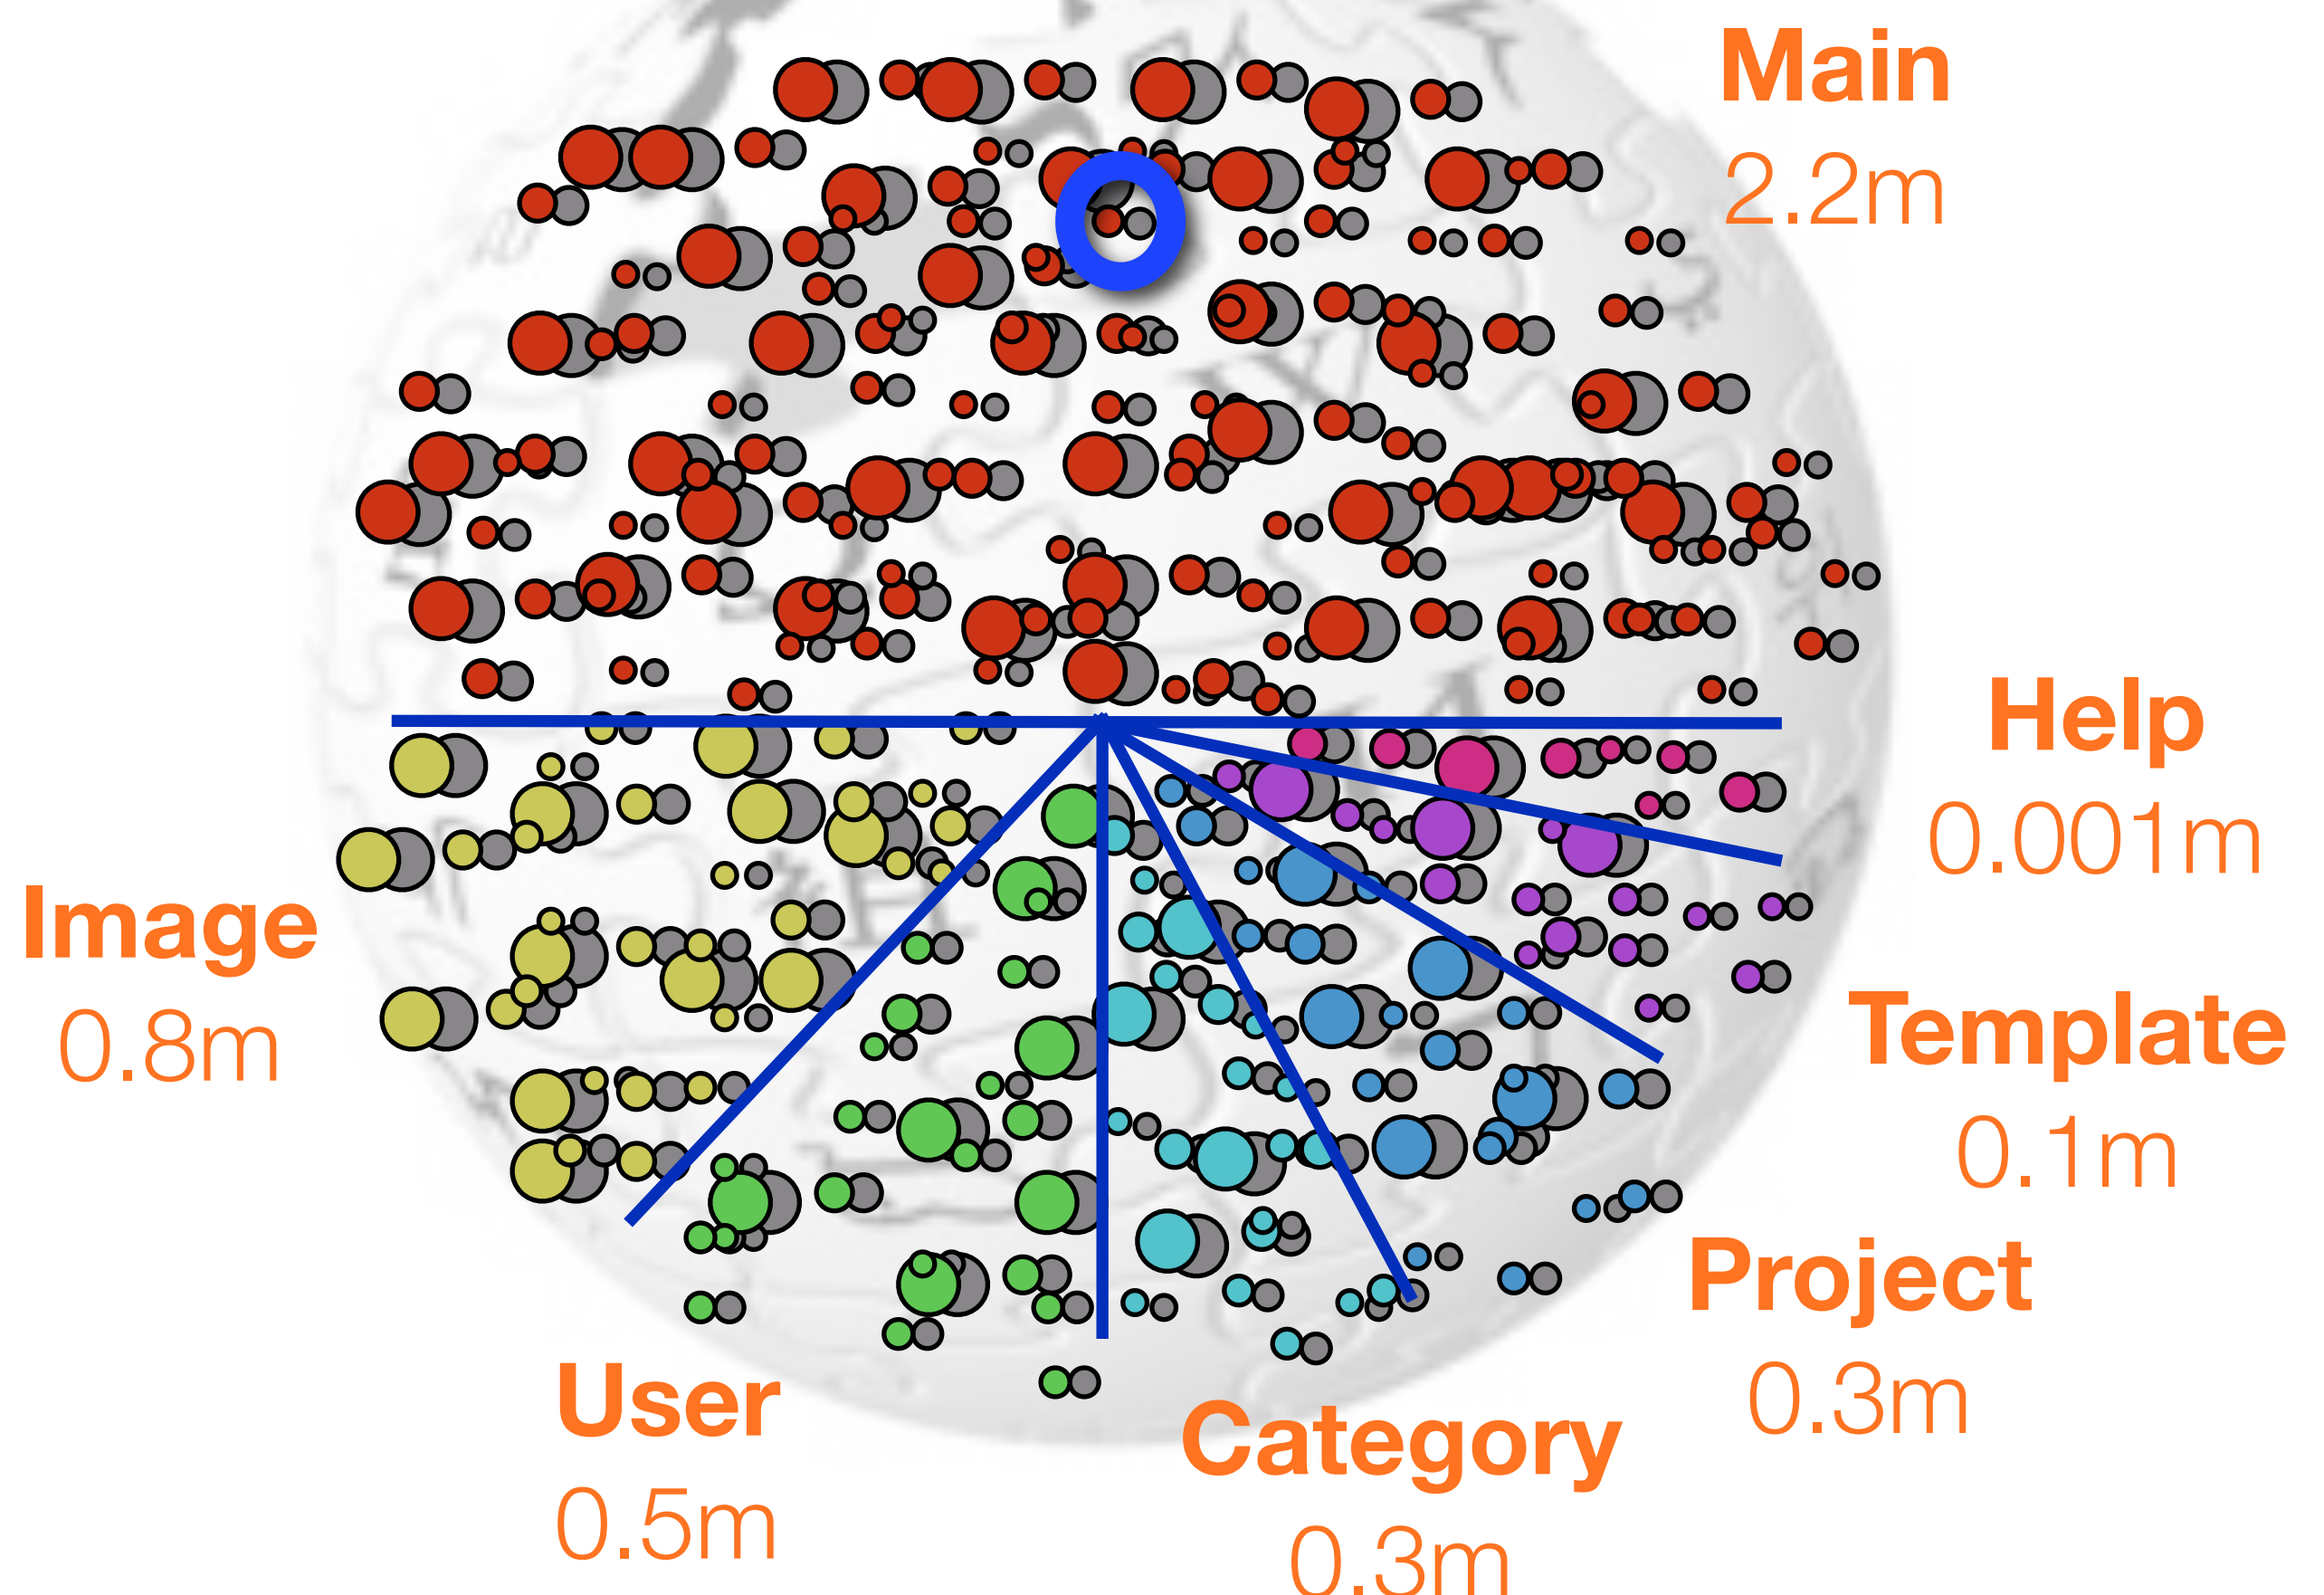 Main
2.2m
Help
0.001m
Image
0.8m
Template
0.1m
Project
0.3m
User
0.5m
Category
0.3m